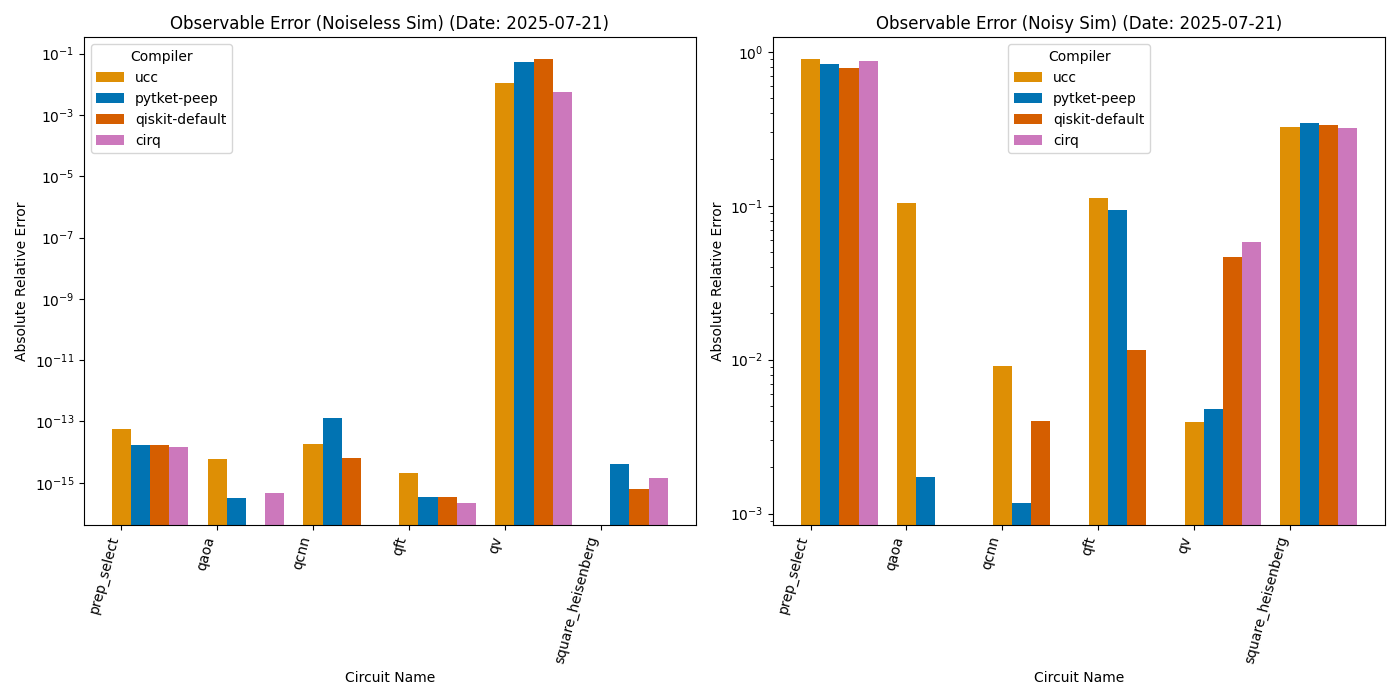 Observable Error (Noiseless Sim) (Date: 2025-07-21)
Absolute Relative Error
10⁻¹
10⁻³
10⁻⁵
10⁻⁷
10⁻⁹
10⁻¹¹
10⁻¹³
10⁻¹⁵
Compiler
ucc
pytket-peep
qiskit-default
cirq
prep_select
qaoa
qcnn
qft
qv
square_heisenberg
Circuit Name
Observable Error (Noisy Sim) (Date: 2025-07-21)
Absolute Relative Error
10⁰
10⁻¹
10⁻²
10⁻³
Compiler
ucc
pytket-peep
qiskit-default
cirq
prep_select
qaoa
qcnn
qft
qv
square_heisenberg
Circuit Name